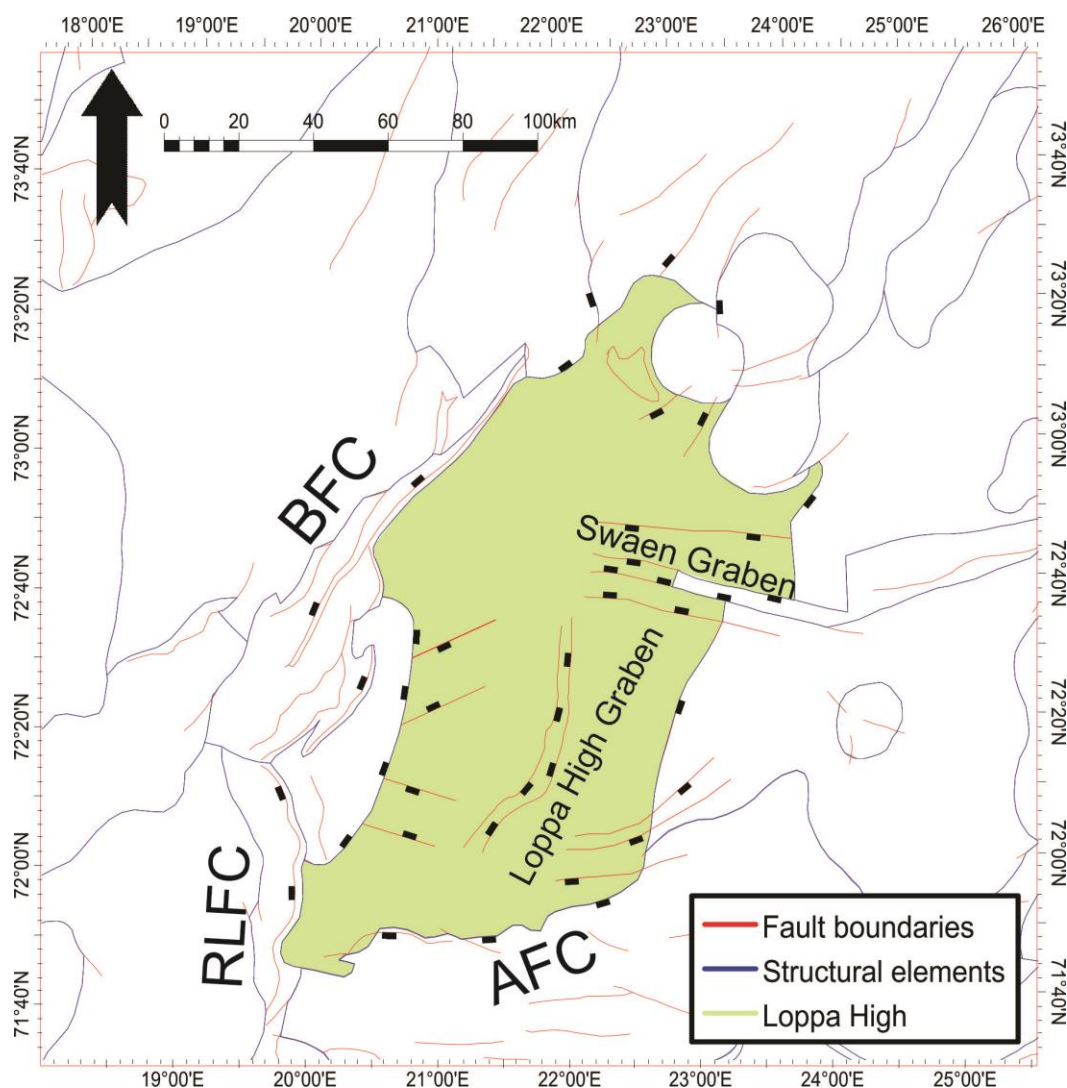 18°00'E 19°00'E 20°00'E 21°00'E 22°00'E 23°00'E 24°00'E 25°00'E 26°00'E
0 20 40 60 80 100km
73°40'N 73°40'N
73°20'N 73°20'N
73°00'N 73°00'N
BFC
Swaen Graben
72°40'N 72°40'N
Loppa High Graben
72°20'N 72°20'N
72°00'N 72°00'N
RLFC
AFC
71°40'N 71°40'N
Fault boundaries
Structural elements
Loppa High
19°00'E 20°00'E 21°00'E 22°00'E 23°00'E 24°00'E 25°00'E